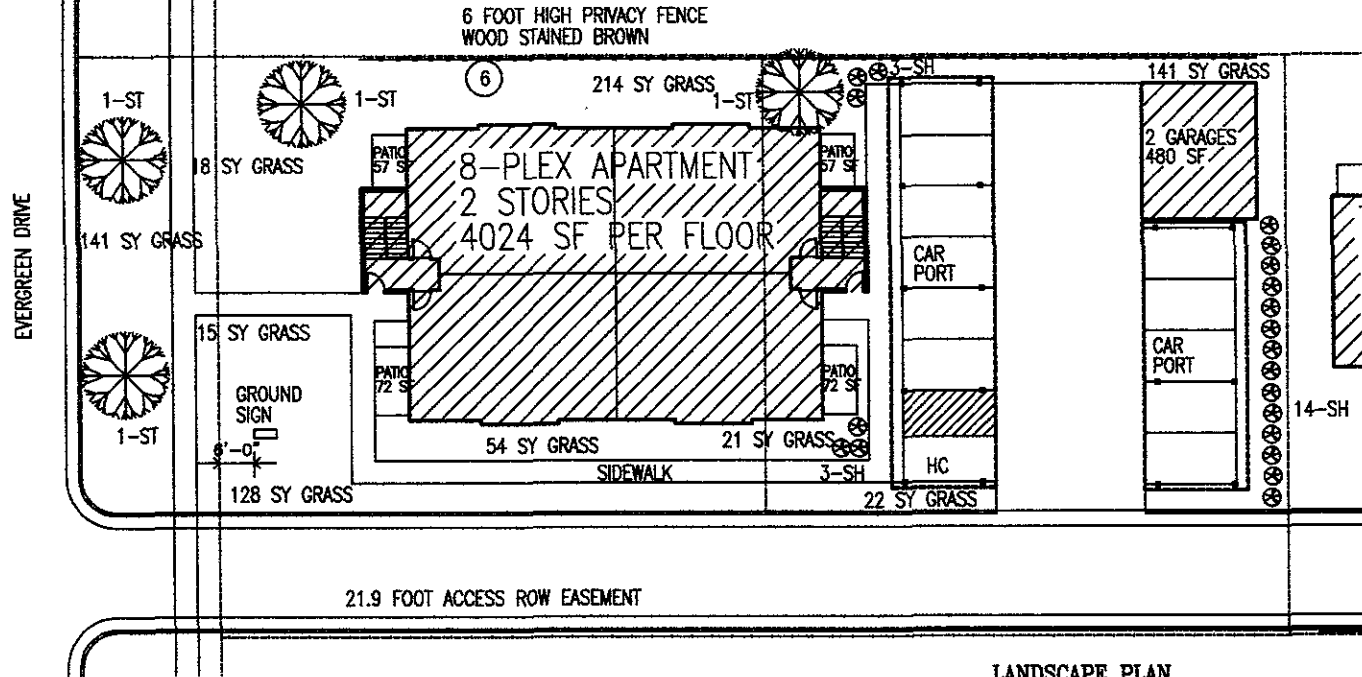 6 FOOT HIGH PRIVACY FENCE
WOOD STAINED BROWN
6
214 SY GRASS
3-SH
141 SY GRASS
1-ST
1-ST
1-ST
18 SY GRASS
PATIO
57 SF
8-PLEX APARTMENT
2 STORIES
4024 SF PER FLOOR
PATIO
57 SF
2 GARAGES
480 SF
EVERGREEN DRIVE
141 SY GRASS
CAR
PORT
15 SY GRASS
CAR
PORT
PATIO
72 SF
PATIO
72 SF
GROUND
SIGN
14-SH
1-ST
54 SY GRASS
21 SY GRASS
6'-0"
SIDEWALK
3-SH
HC
128 SY GRASS
22 SY GRASS
21.9 FOOT ACCESS ROW EASEMENT
LANDSCAPE PLAN